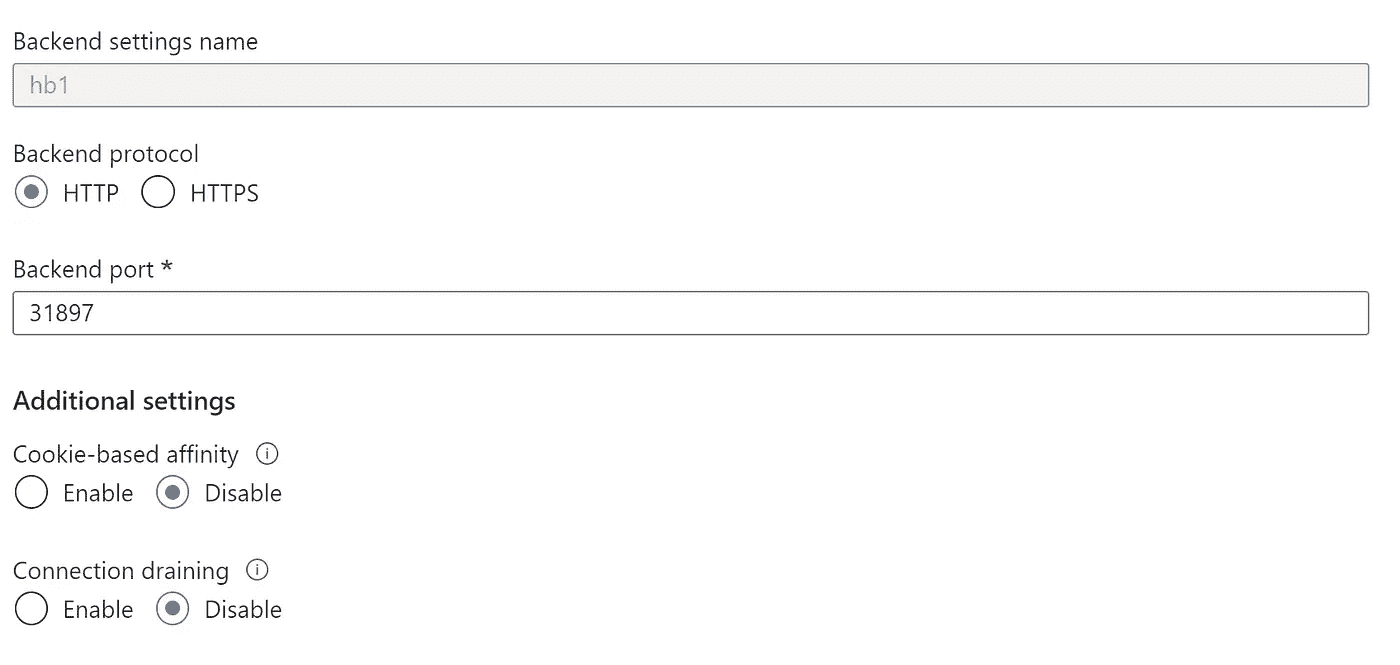 Backend settings name
hb1
Backend protocol
HTTP HTTPS
Backend port *
31897
Additional settings
Cookie-based affinity
Enable Disable
Connection draining
Enable Disable